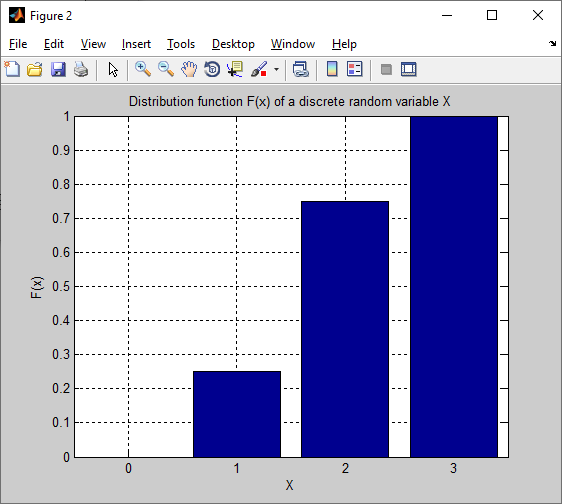 Figure 2
File Edit View Insert Tools Desktop Window Help
Distribution function F(x) of a discrete random variable X
1
0.9
0.8
0.7
0.6
0.5
0.4
0.3
0.2
0.1
0
F(x)
0 1 2 3
X